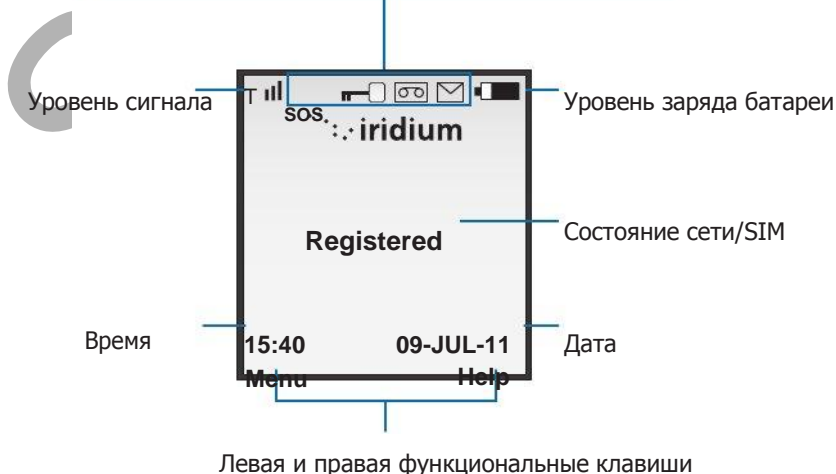 Уровень сигнала
Уровень заряда батареи
SOS
iridium
Registered
Состояние сети/SIM
Время
15:40
09-JUL-11
Дата
Menu
Help
Левая и правая функциональные клавиши